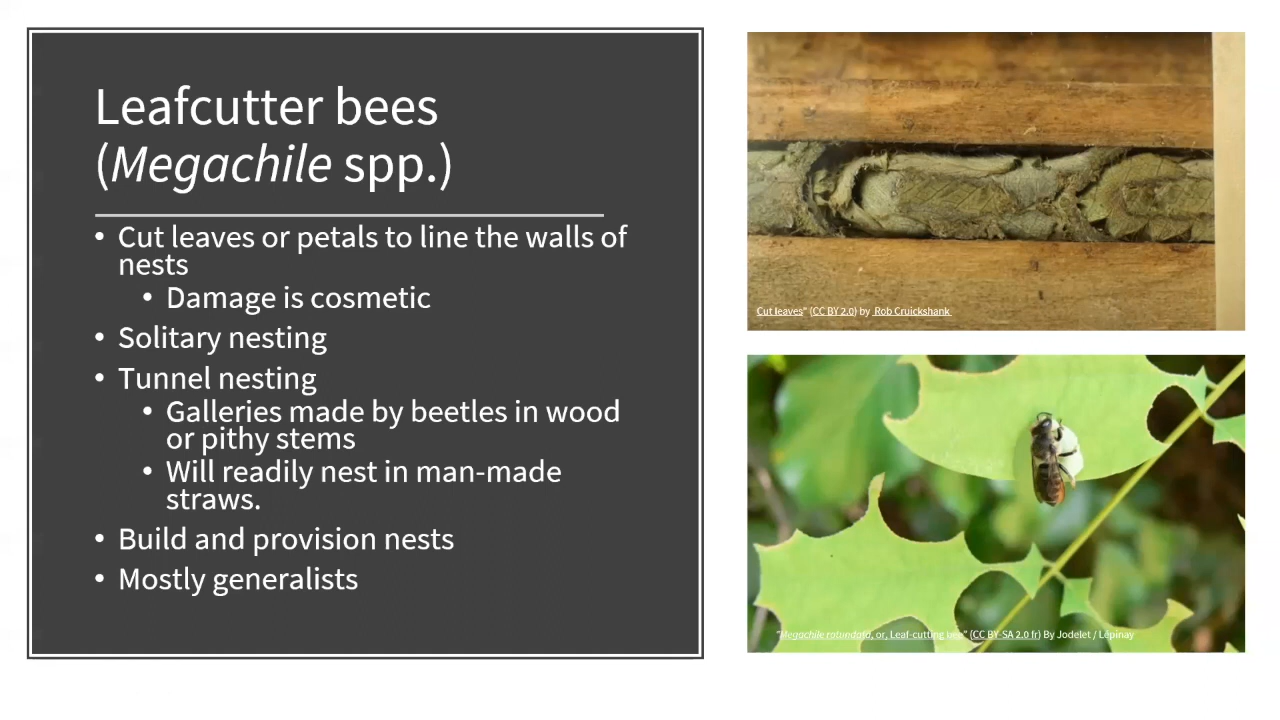 Leafcutter bees
(Megachile spp.)
• Cut leaves or petals to line the walls of
nests
• Damage is cosmetic
• Solitary nesting
• Tunnel nesting
• Galleries made by beetles in wood
or pithy stems
• Will readily nest in man-made
straws.
• Build and provision nests
• Mostly generalists
Cut leaves" (CC BY 2.0) by Rob Cruickshank
"Megachile rotundata, or, Leaf-cutting bee" (CC BY-SA 2.0 fr) By Jodelet / Lépinay